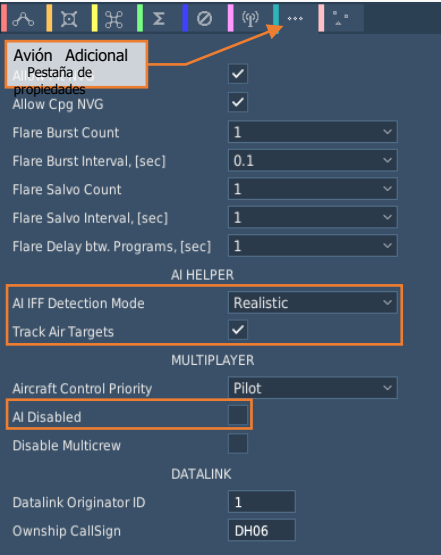 Avión Adicional
Pestaña de
propiedades
Allow Cpg NVG
Flare Burst Count 1
Flare Burst Interval, [sec] 0.1
Flare Salvo Count 1
Flare Salvo Interval, [sec] 1
Flare Delay btw. Programs, [sec] 1
AI HELPER
AI IFF Detection Mode Realistic
Track Air Targets
MULTIPLAYER
Aircraft Control Priority Pilot
AI Disabled
Disable Multicrew
DATALINK
Datalink Originator ID 1
Ownship CallSign DH06